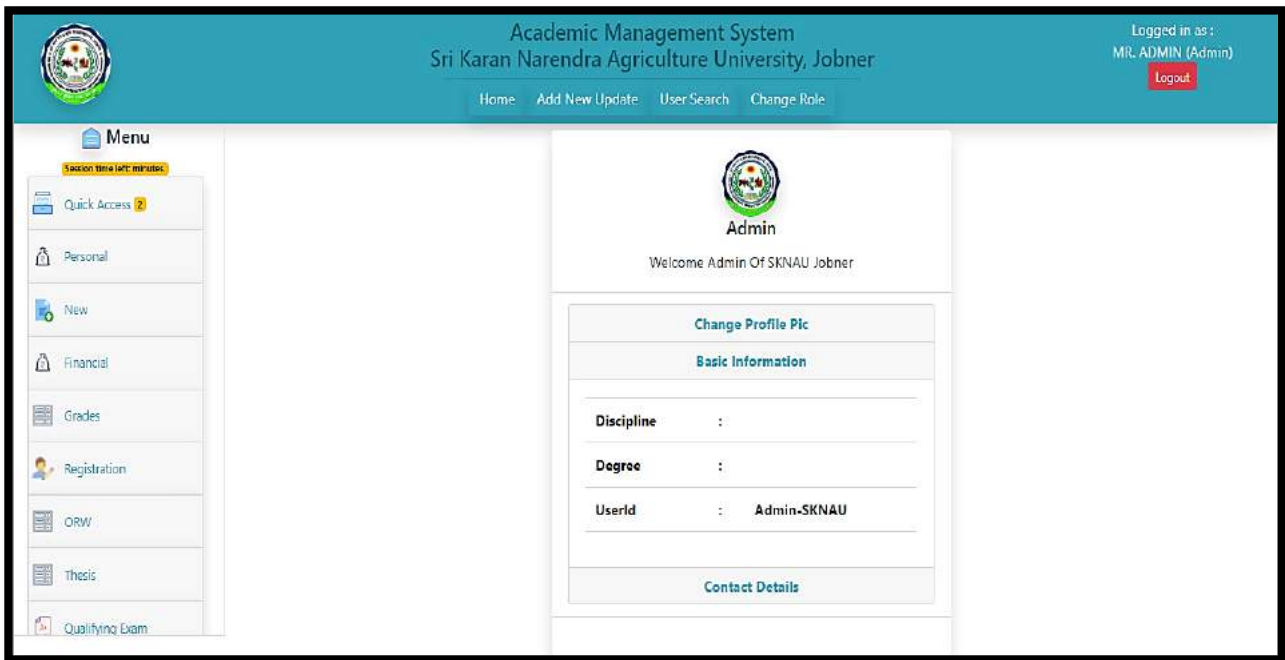 Academic Management System
Sri Karan Narendra Agriculture University, Jobner
Home Add New Update User Search Change Role
Logged in as :
MR. ADMIN (Admin)
Logout
Menu
Session time left: minutes.
Quick Access 2
Personal
New
Financial
Grades
Registration
ORW
Thesis
Qualifying Exam
Admin
Welcome Admin Of SKNAU Jobner
Change Profile Pic
Basic Information
Discipline :
Degree :
UserId : Admin-SKNAU
Contact Details